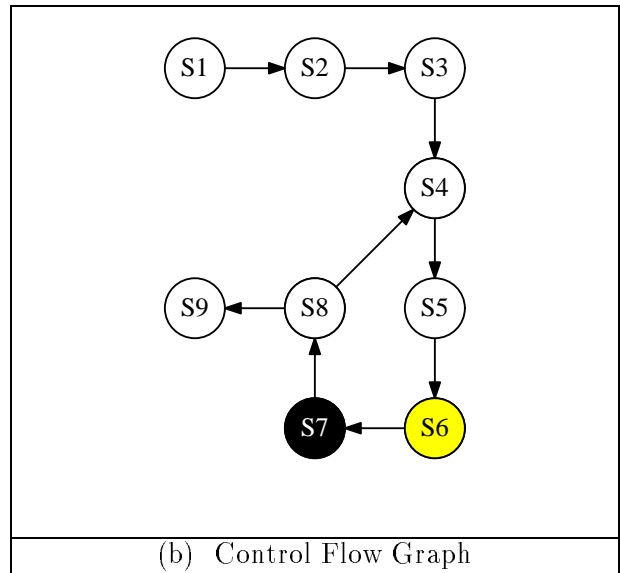 S1 S2 S3
S4
S9 S8 S5
S7 S6
(b) Control Flow Graph